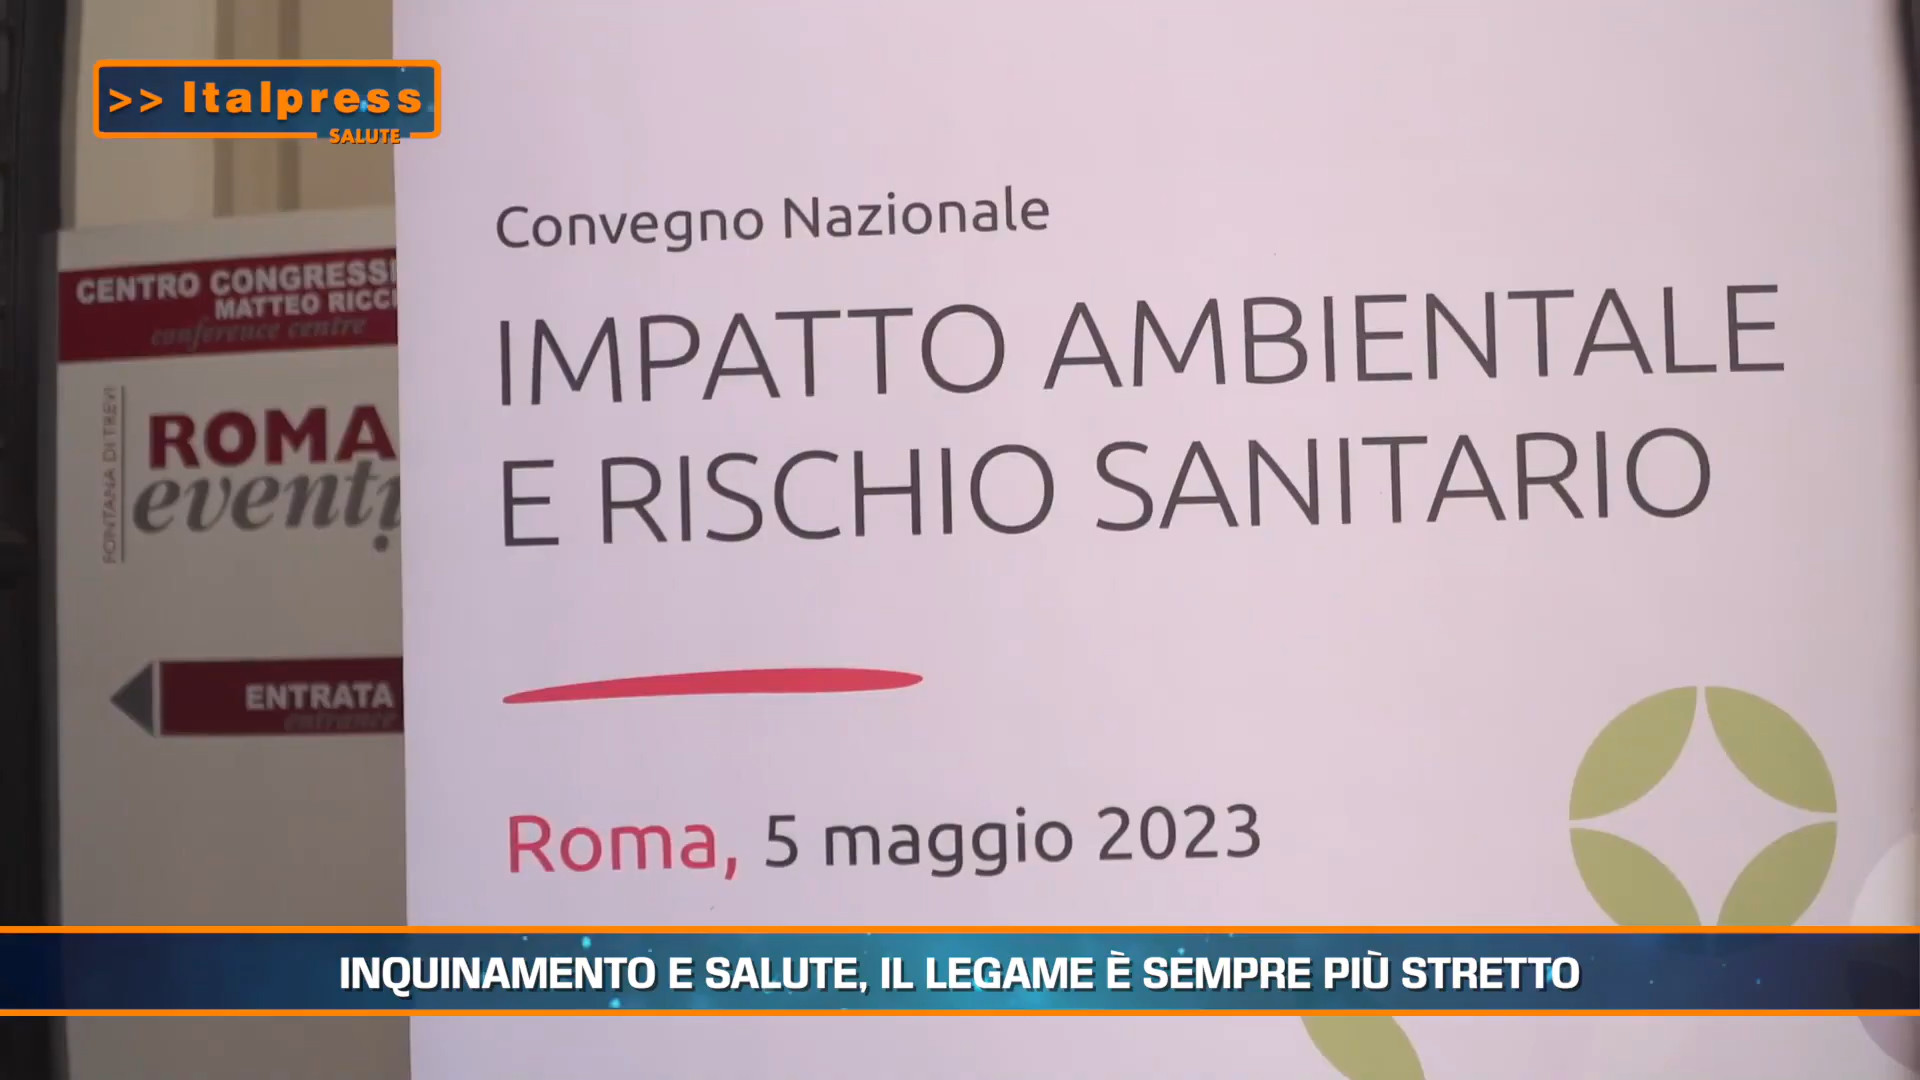 >> Italpress
SALUTE
Convegno Nazionale
IMPATTO AMBIENTALE
E RISCHIO SANITARIO
Roma, 5 maggio 2023
CENTRO CONGRESSI
MATTEO RICCI
conference centre
FONTANA DI TREVI
ROMA
eventi
ENTRATA
entrance
INQUINAMENTO E SALUTE, IL LEGAME È SEMPRE PIÙ STRETTO